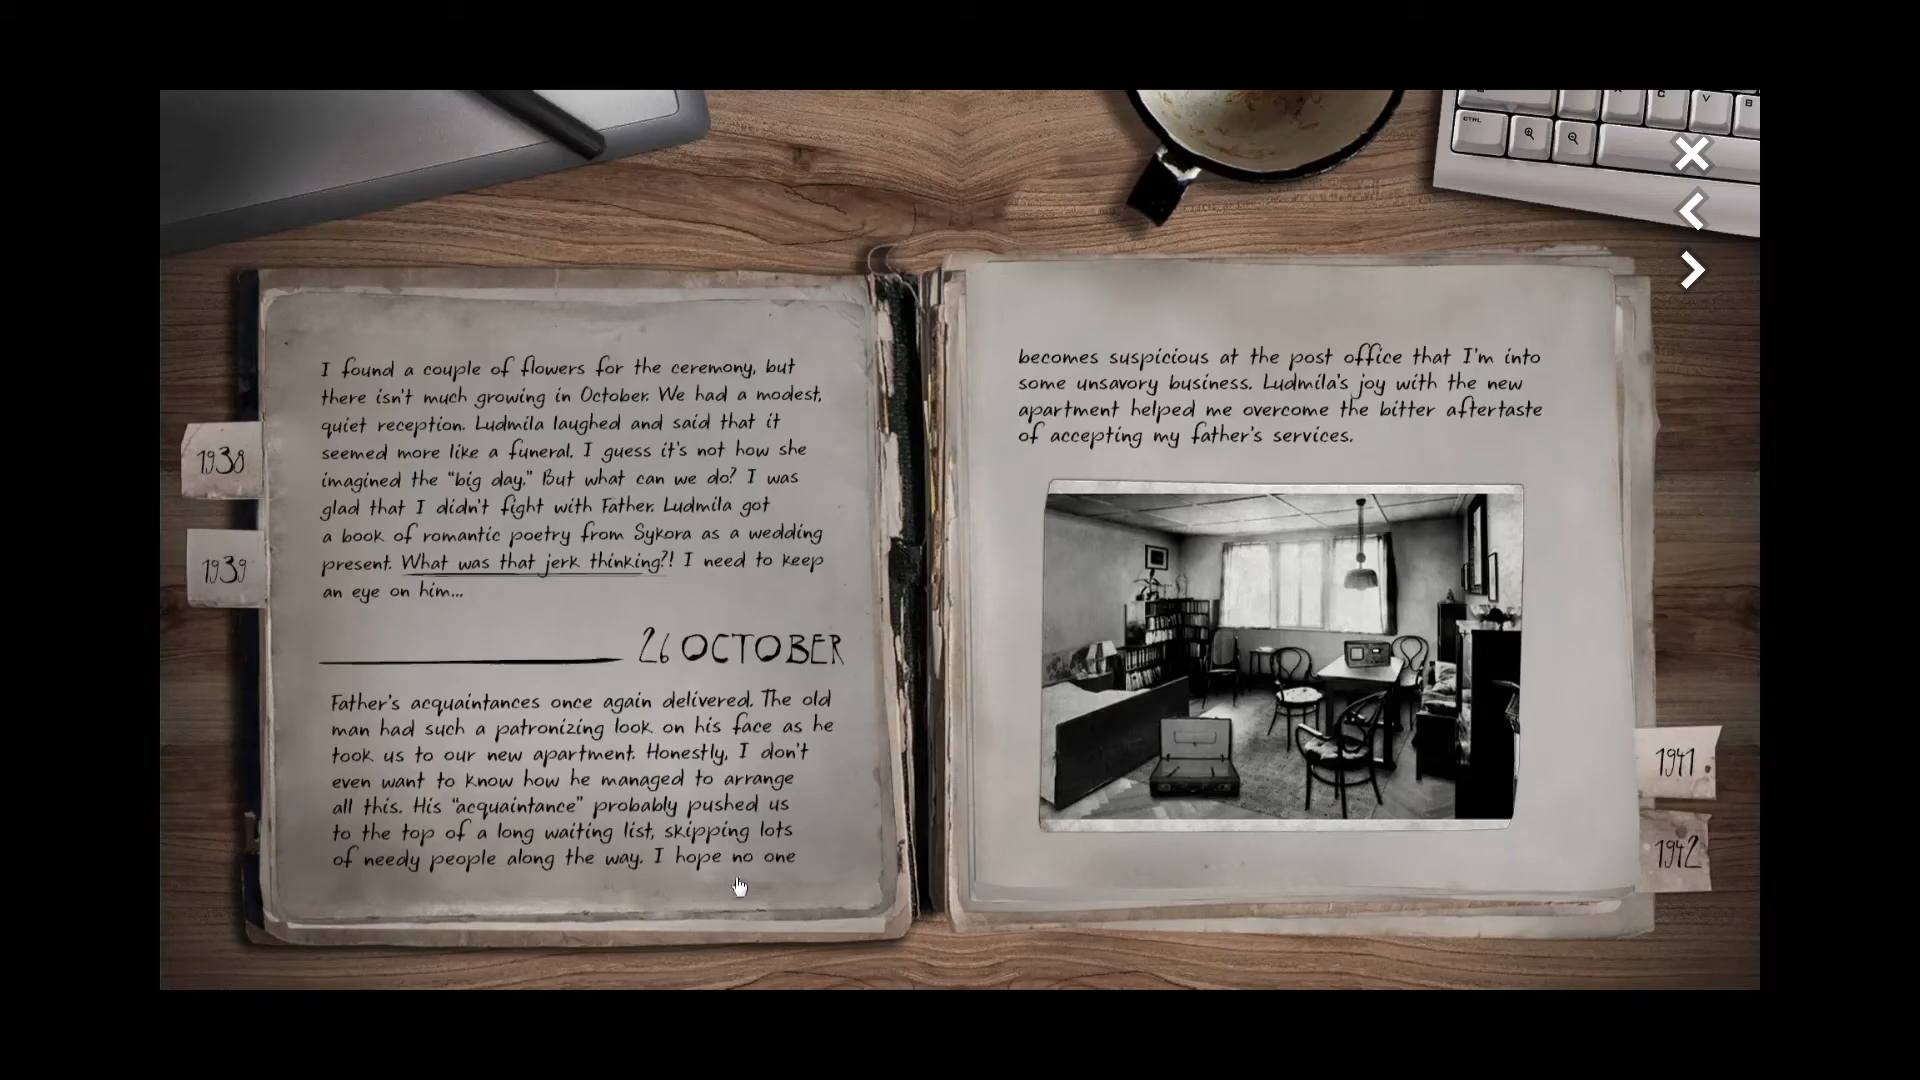 CTRL
C
V
B
I found a couple of flowers for the ceremony, but
there isn't much growing in October. We had a modest,
quiet reception. Ludmila laughed and said that it
seemed more like a funeral. I guess it's not how she
imagined the "big day." But what can we do? I was
glad that I didn't fight with Father. Ludmila got
a book of romantic poetry from Sykora as a wedding
present. What was that jerk thinking?! I need to keep
an eye on him...
26 OCTOBER
Father's acquaintances once again delivered. The old
man had such a patronizing look on his face as he
took us to our new apartment. Honestly, I don't
even want to know how he managed to arrange
all this. His "acquaintance" probably pushed us
to the top of a long waiting list, skipping lots
of needy people along the way. I hope no one
becomes suspicious at the post office that I'm into
some unsavory business. Ludmila's joy with the new
apartment helped me overcome the bitter aftertaste
of accepting my father's services.
1938
1939
1941
1942